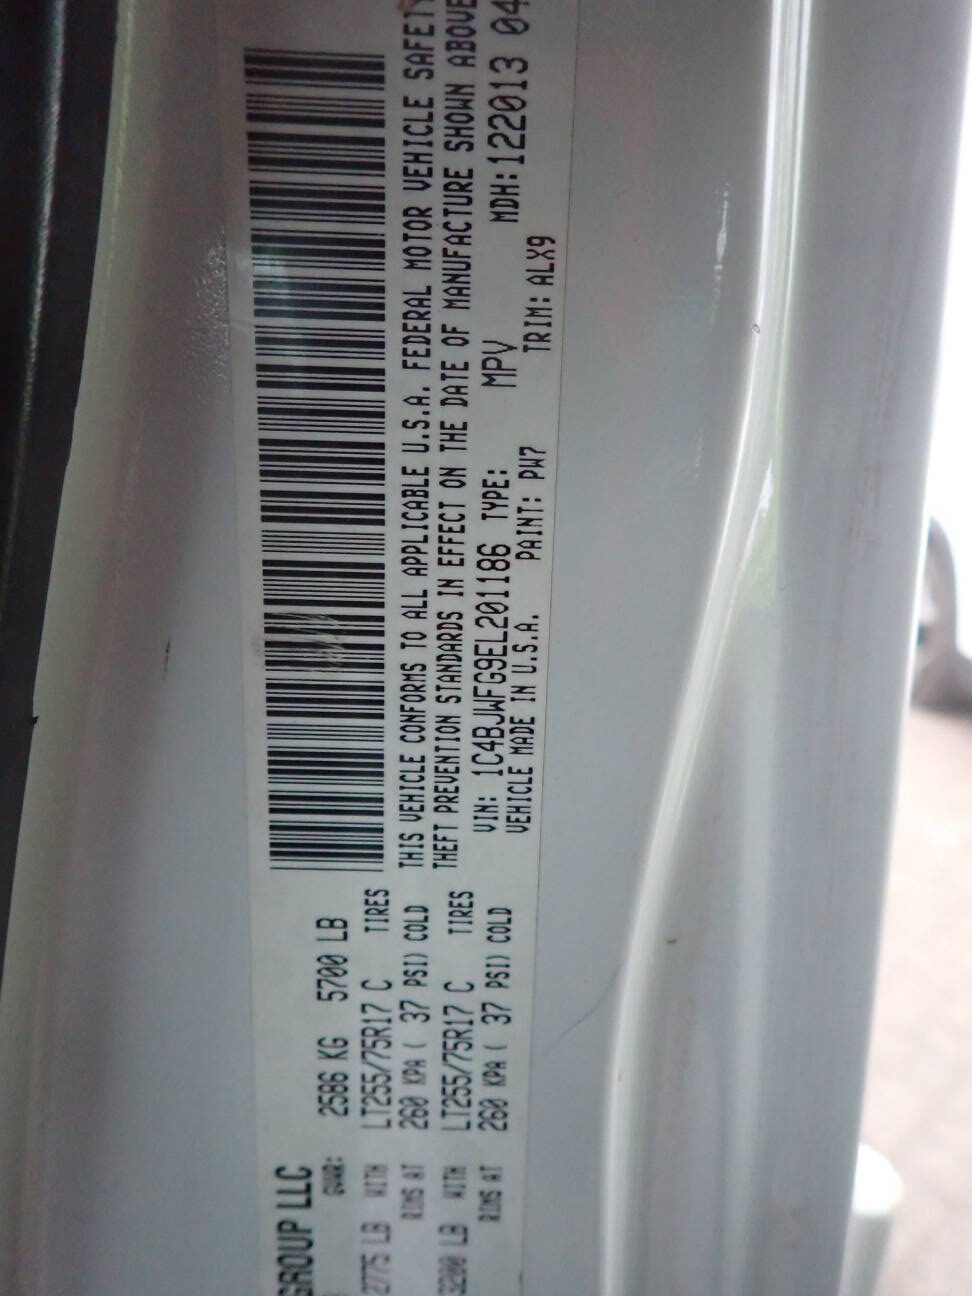 GROUP LLC
GVWR: 2586 KG 5700 LB
2775 LB WITH LT255/75R17 C TIRES
RIMS AT 260 KPA ( 37 PSI) COLD
3200 LB WITH LT255/75R17 C TIRES
RIMS AT 260 KPA ( 37 PSI) COLD
THIS VEHICLE CONFORMS TO ALL APPLICABLE U.S.A. FEDERAL MOTOR VEHICLE SAFETY
THEFT PREVENTION STANDARDS IN EFFECT ON THE DATE OF MANUFACTURE SHOWN ABOVE
VIN: 1C4BJWFG9EL201186 TYPE: MPV MDH:122013 04
VEHICLE MADE IN U.S.A. PAINT: PW7 TRIM: ALX9